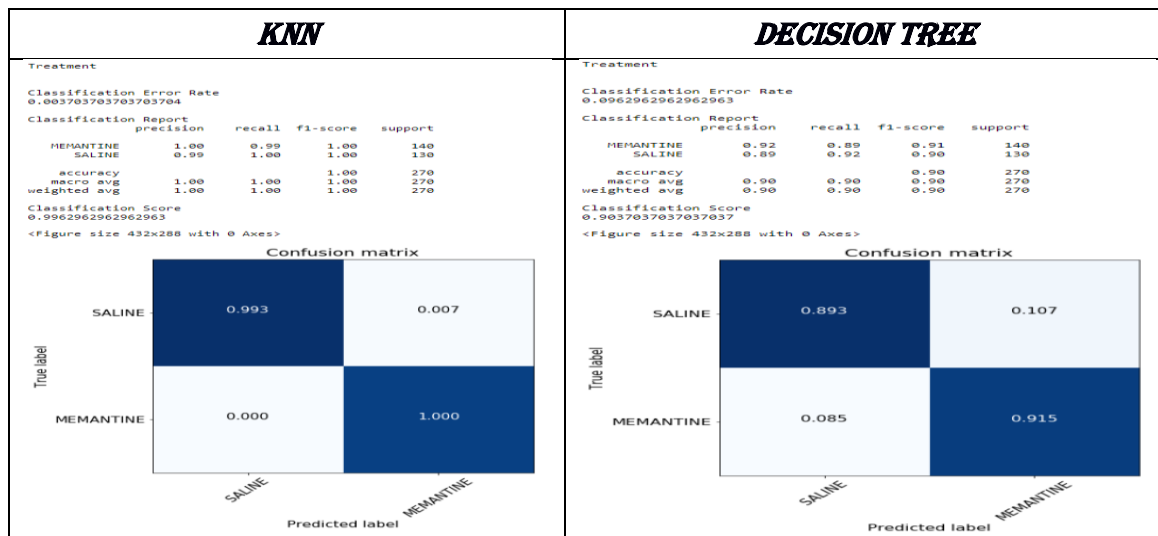 KNN
Treatment
Classification Error Rate
0.003703703703703704
Classification Report
precision recall f1-score support
MEMANTINE 1.00 0.99 1.00 140
SALINE 0.99 1.00 1.00 130
accuracy 1.00 270
macro avg 1.00 1.00 1.00 270
weighted avg 1.00 1.00 1.00 270
Classification Score
0.9962962962962963
<Figure size 432x288 with 0 Axes>
Confusion matrix
SALINE 0.993 0.007
True label
MEMANTINE 0.000 1.000
SALINE MEMANTINE
Predicted label
DECISION TREE
Treatment
Classification Error Rate
0.0962962962962963
Classification Report
precision recall f1-score support
MEMANTINE 0.92 0.89 0.91 140
SALINE 0.89 0.92 0.90 130
accuracy 0.90 270
macro avg 0.90 0.90 0.90 270
weighted avg 0.90 0.90 0.90 270
Classification Score
0.9037037037037037
<Figure size 432x288 with 0 Axes>
Confusion matrix
SALINE 0.893 0.107
True label
MEMANTINE 0.085 0.915
SALINE MEMANTINE
Predicted label